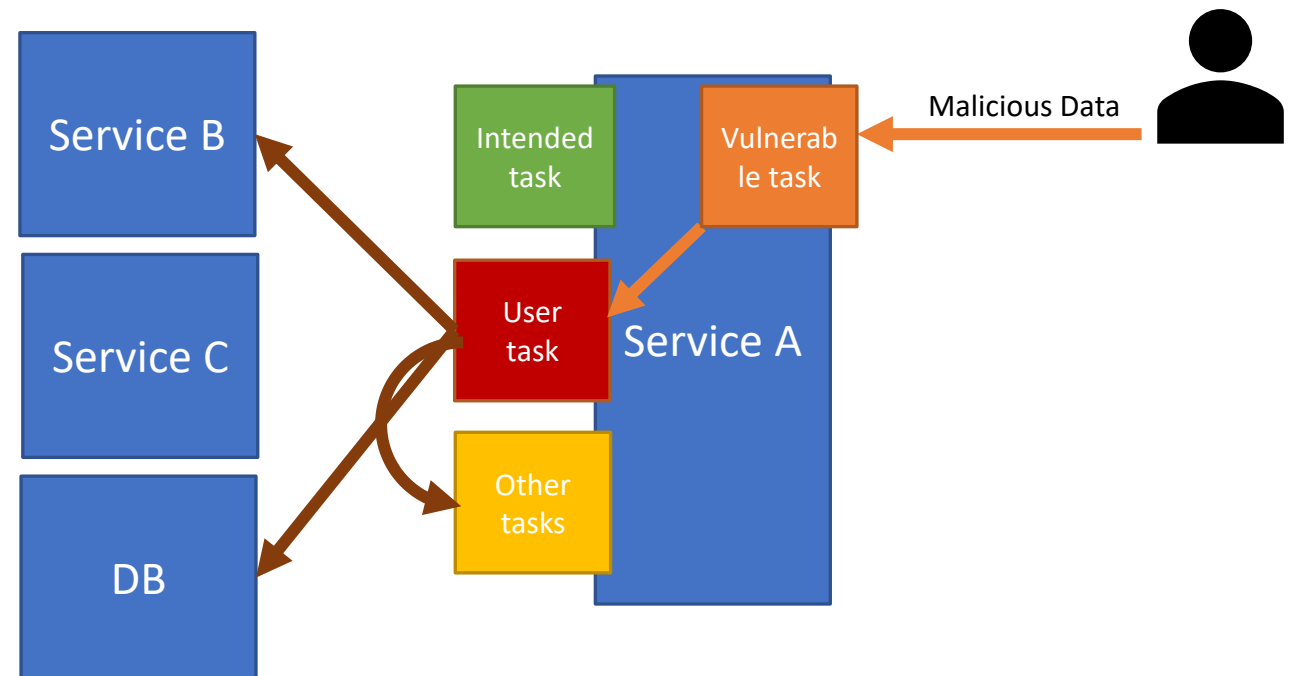 Service B
Service C
DB
Intended
task
User
task
Other
tasks
Service A
Vulnerab
le task
Malicious Data